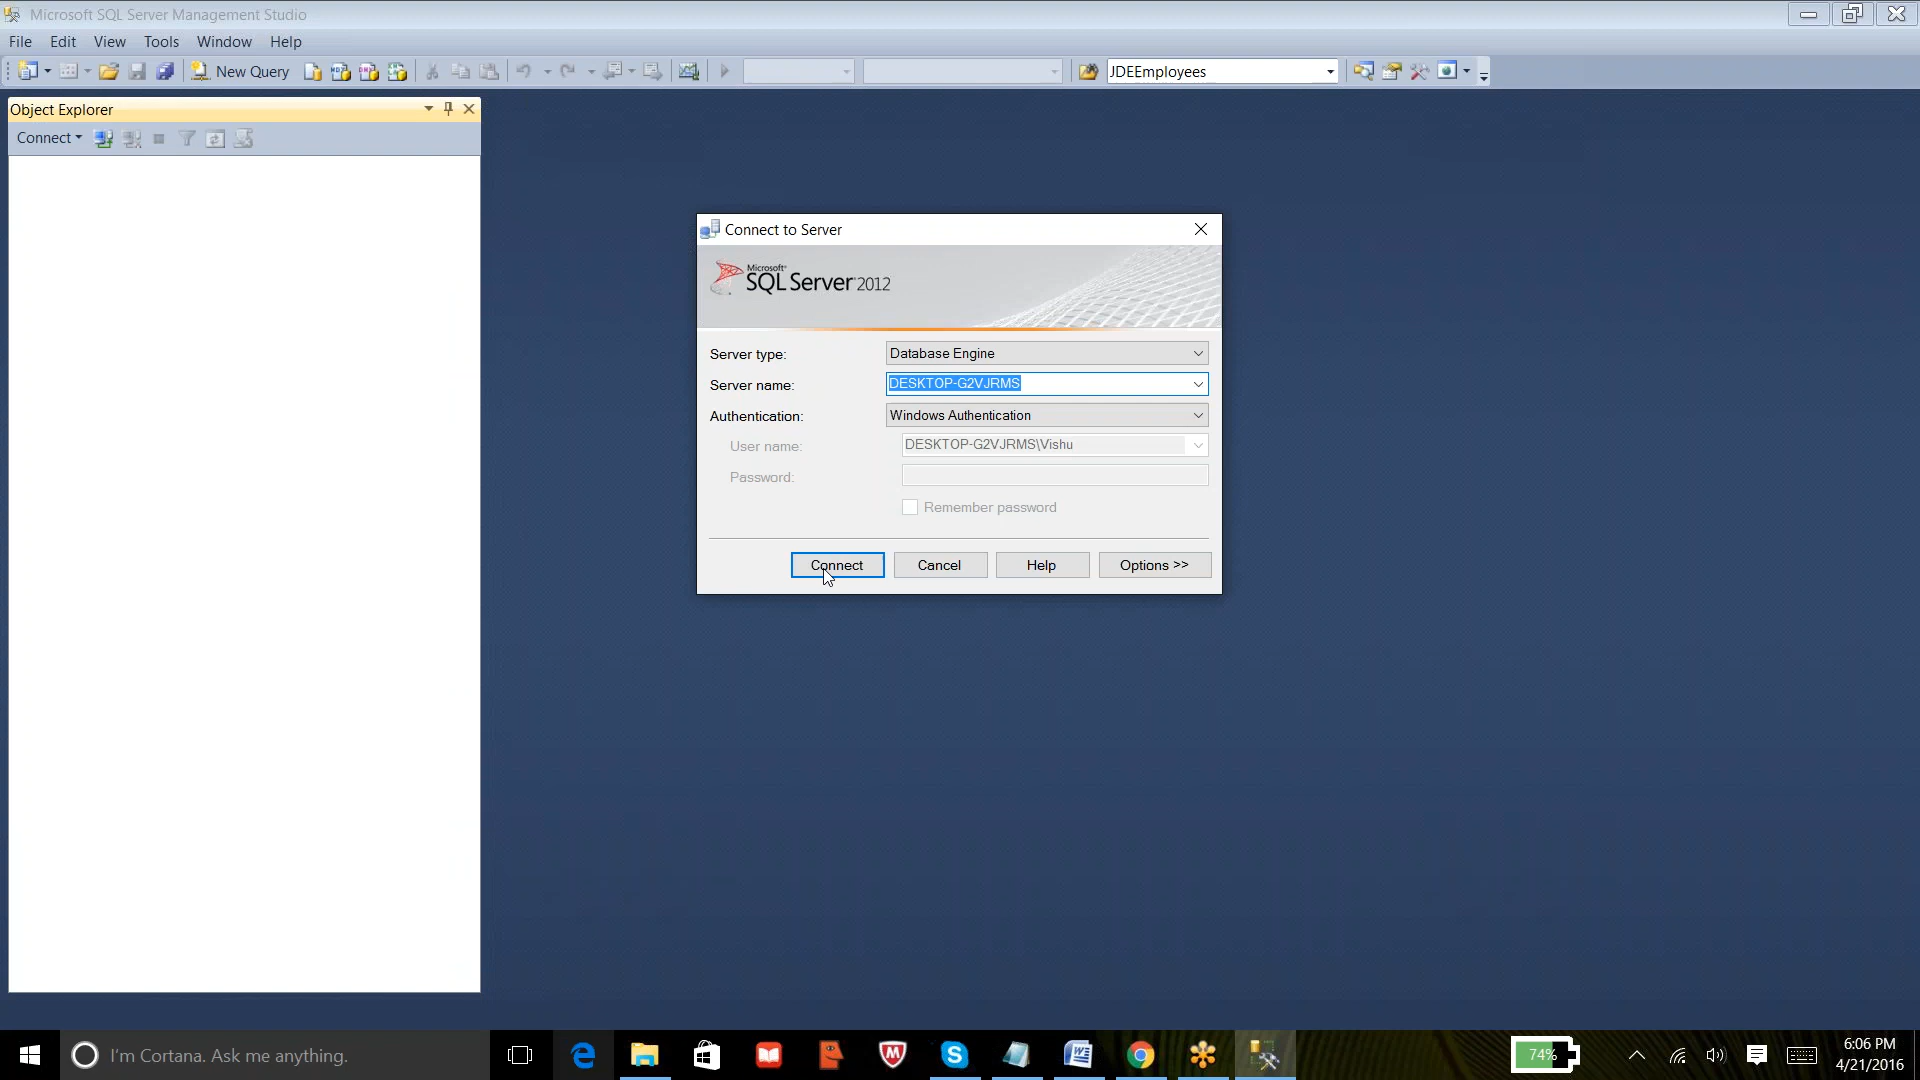 Microsoft SQL Server Management Studio
File Edit View Tools Window Help
New Query
JDEEmployees
Object Explorer
Connect
Connect to Server
Microsoft
SQL Server 2012
Server type: Database Engine
Server name: DESKTOP-G2VJRMS
Authentication: Windows Authentication
User name: DESKTOP-G2VJRMS\Vishu
Password:
Remember password
Connect Cancel Help Options >>
I'm Cortana. Ask me anything.
74%
6:06 PM
4/21/2016